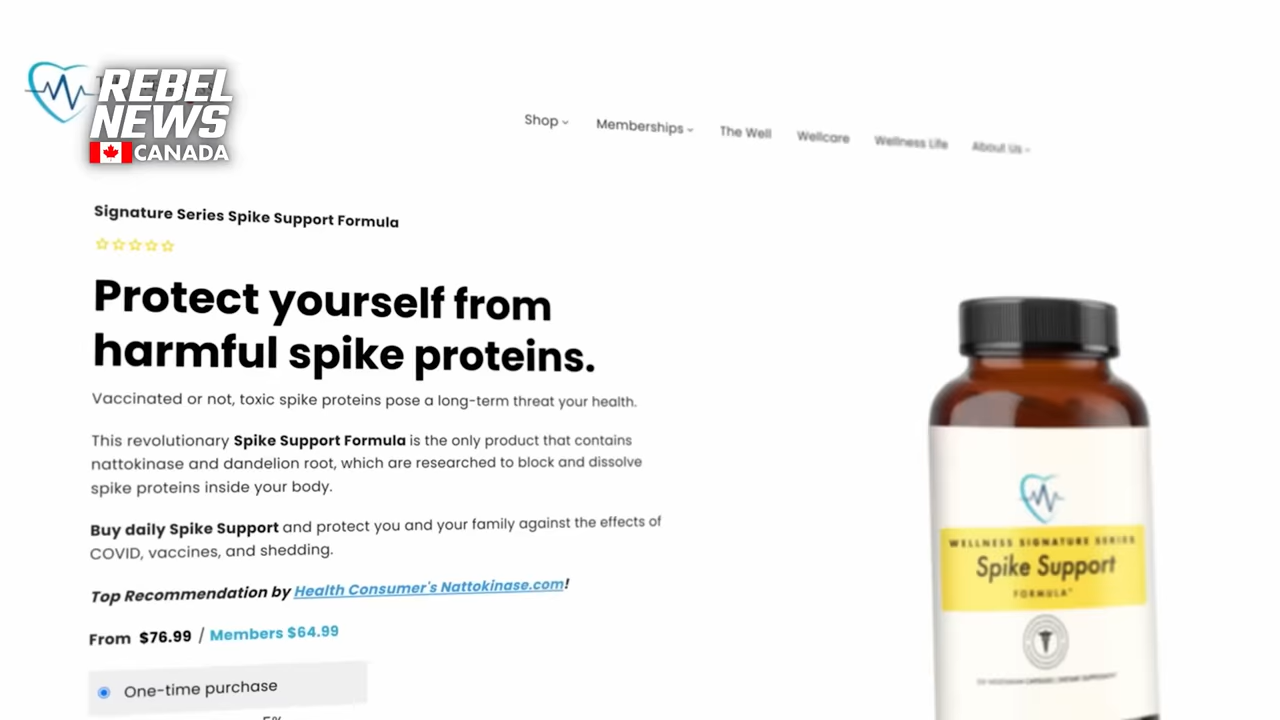 REBEL
NEWS
CANADA
Shop
Memberships
The Well
Wellcare
Wellness Life
About Us
Signature Series Spike Support Formula
Protect yourself from
harmful spike proteins.
Vaccinated or not, toxic spike proteins pose a long-term threat your health.
This revolutionary Spike Support Formula is the only product that contains
nattokinase and dandelion root, which are researched to block and dissolve
spike proteins inside your body.
Buy daily Spike Support and protect you and your family against the effects of
COVID, vaccines, and shedding.
Top Recommendation by Health Consumer's Nattokinase.com!
From $76.99 / Members $64.99
One-time purchase
WELLNESS SIGNATURE SERIES
Spike Support
FORMULA™